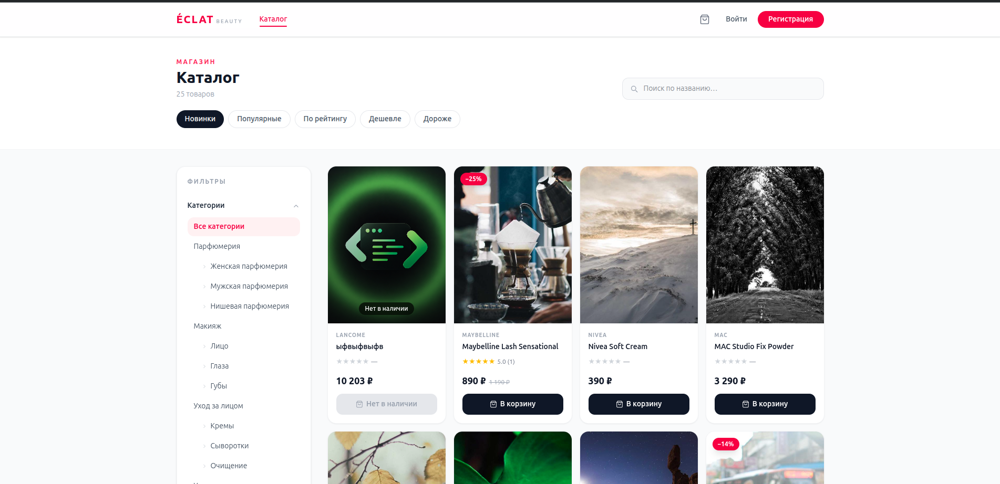 ÉCLAT BEAUTY
Каталог
Войти
Регистрация
МАГАЗИН
Каталог
25 товаров
Поиск по названию...
Новинки
Популярные
По рейтингу
Дешевле
Дороже
ФИЛЬТРЫ
Категории
Все категории
Парфюмерия
Женская парфюмерия
Мужская парфюмерия
Нишевая парфюмерия
Макияж
Лицо
Глаза
Губы
Уход за лицом
Кремы
Сыворотки
Очищение
Нет в наличии
LANCOME
ыфвыфвыфв
★★★★★ —
10 203 ₽
Нет в наличии
−25%
MAYBELLINE
Maybelline Lash Sensational
★★★★★ 5.0 (1)
890 ₽ 1 190 ₽
В корзину
NIVEA
Nivea Soft Cream
★★★★★ —
390 ₽
В корзину
MAC
MAC Studio Fix Powder
★★★★★ —
3 290 ₽
В корзину
−14%